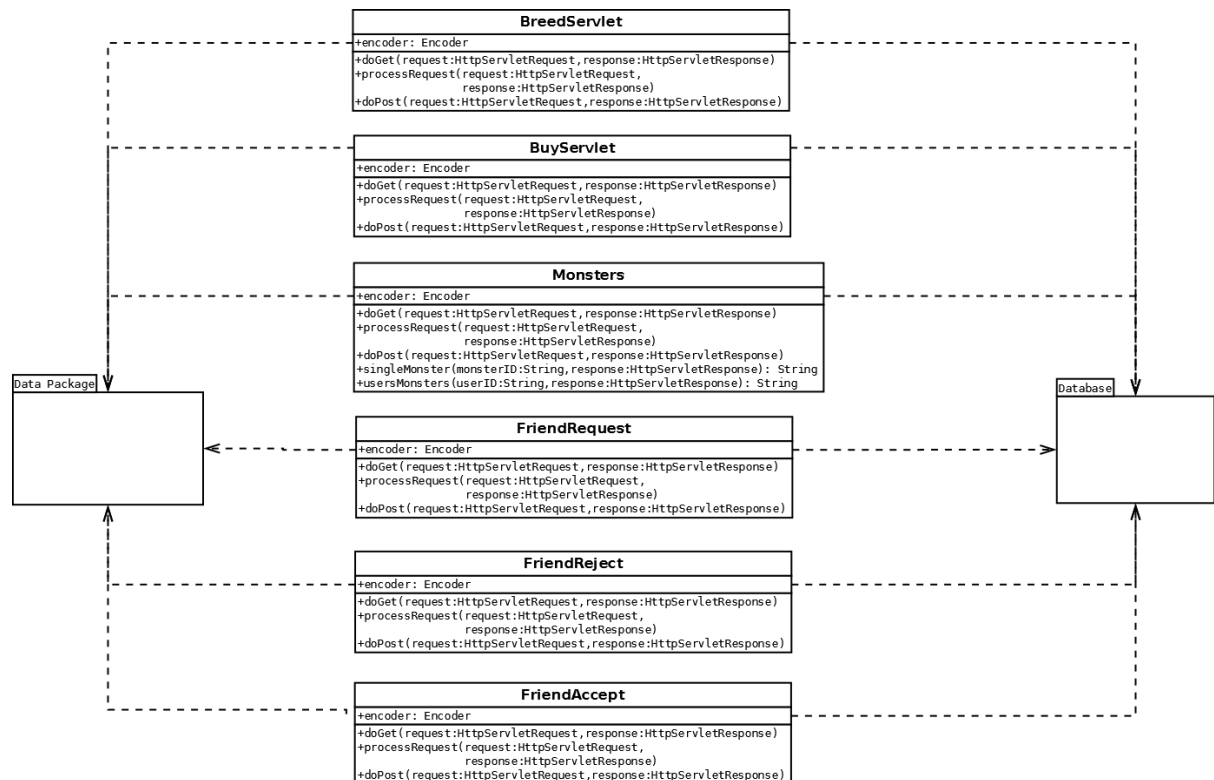 BreedServlet
+encoder: Encoder
+doGet(request:HttpServletRequest,response:HttpServletResponse)
+processRequest(request:HttpServletRequest,
response:HttpServletResponse)
+doPost(request:HttpServletRequest,response:HttpServletResponse)
BuyServlet
+encoder: Encoder
+doGet(request:HttpServletRequest,response:HttpServletResponse)
+processRequest(request:HttpServletRequest,
response:HttpServletResponse)
+doPost(request:HttpServletRequest,response:HttpServletResponse)
Monsters
+encoder: Encoder
+doGet(request:HttpServletRequest,response:HttpServletResponse)
+processRequest(request:HttpServletRequest,
response:HttpServletResponse)
+doPost(request:HttpServletRequest,response:HttpServletResponse)
+singleMonster(monsterID:String,response:HttpServletResponse): String
+usersMonsters(userID:String,response:HttpServletResponse): String
Data Package
Database
FriendRequest
+encoder: Encoder
+doGet(request:HttpServletRequest,response:HttpServletResponse)
+processRequest(request:HttpServletRequest,
response:HttpServletResponse)
+doPost(request:HttpServletRequest,response:HttpServletResponse)
FriendReject
+encoder: Encoder
+doGet(request:HttpServletRequest,response:HttpServletResponse)
+processRequest(request:HttpServletRequest,
response:HttpServletResponse)
+doPost(request:HttpServletRequest,response:HttpServletResponse)
FriendAccept
+encoder: Encoder
+doGet(request:HttpServletRequest,response:HttpServletResponse)
+processRequest(request:HttpServletRequest,
response:HttpServletResponse)
+doPost(request:HttpServletRequest,response:HttpServletResponse)